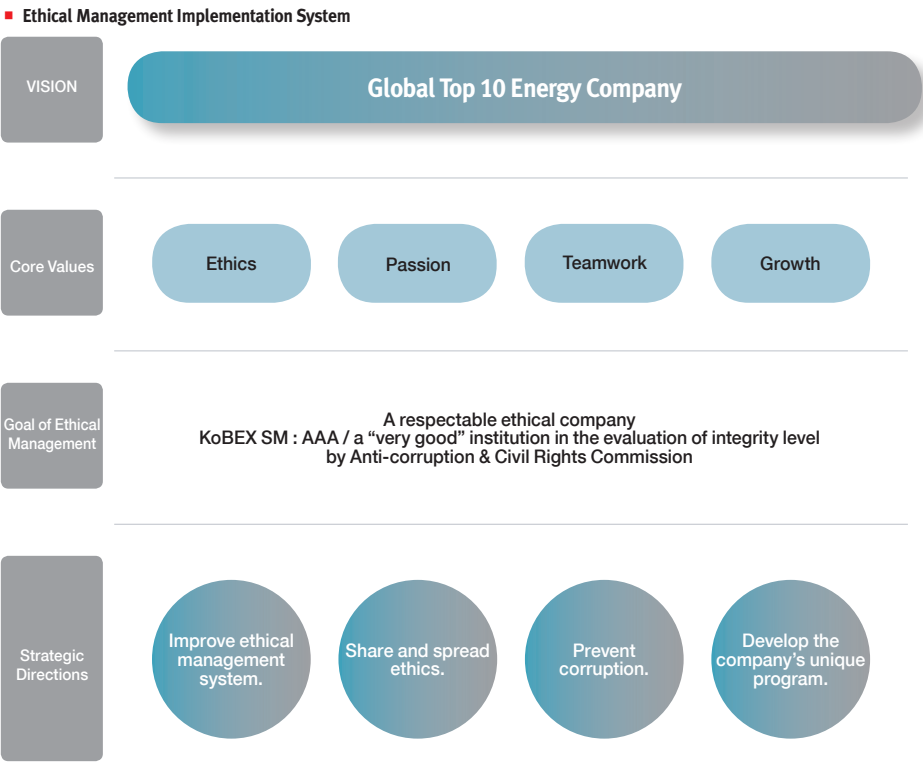 Ethical Management Implementation System
VISION
Global Top 10 Energy Company
Core Values
Ethics
Passion
Teamwork
Growth
Goal of Ethical
Management
A respectable ethical company
KoBEX SM : AAA / a “very good” institution in the evaluation of integrity level
by Anti-corruption & Civil Rights Commission
Strategic
Directions
Improve ethical
management
system.
Share and spread
ethics.
Prevent
corruption.
Develop the
company’s unique
program.